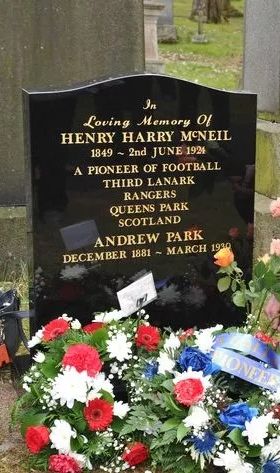 In
Loving Memory Of
HENRY HARRY McNEIL
1849 ~ 2nd JUNE 1924
A PIONEER OF FOOTBALL
THIRD LANARK
RANGERS
QUEENS PARK
SCOTLAND
ANDREW PARK
DECEMBER 1881 ~ MARCH 1930
PIONEER